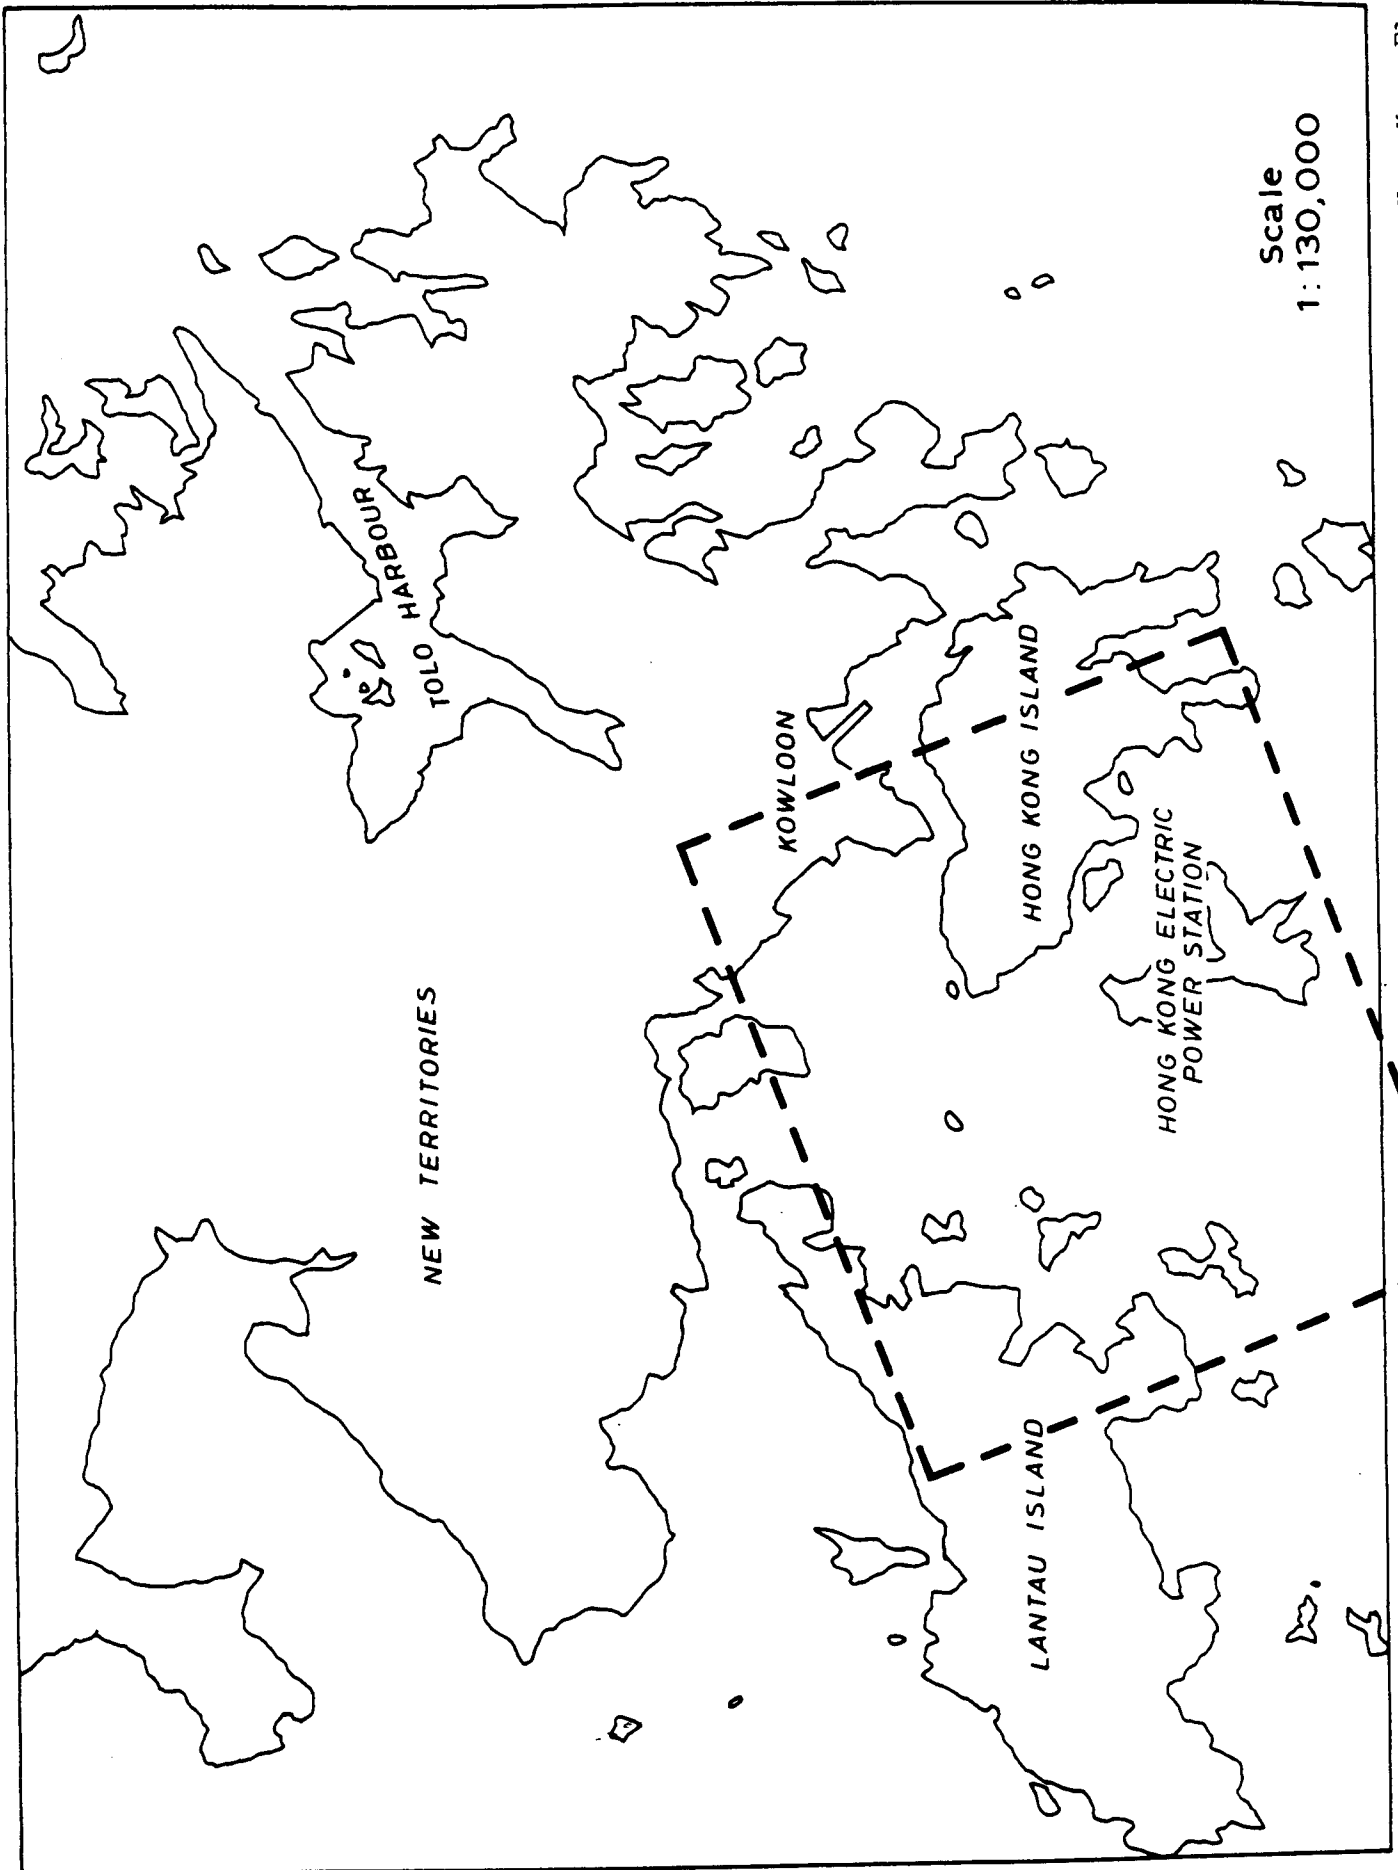 TOLO HARBOUR
NEW TERRITORIES
KOWLOON
HONG KONG ISLAND
HONG KONG ELECTRIC
POWER STATION
LANTAU ISLAND
Scale
1:130,000